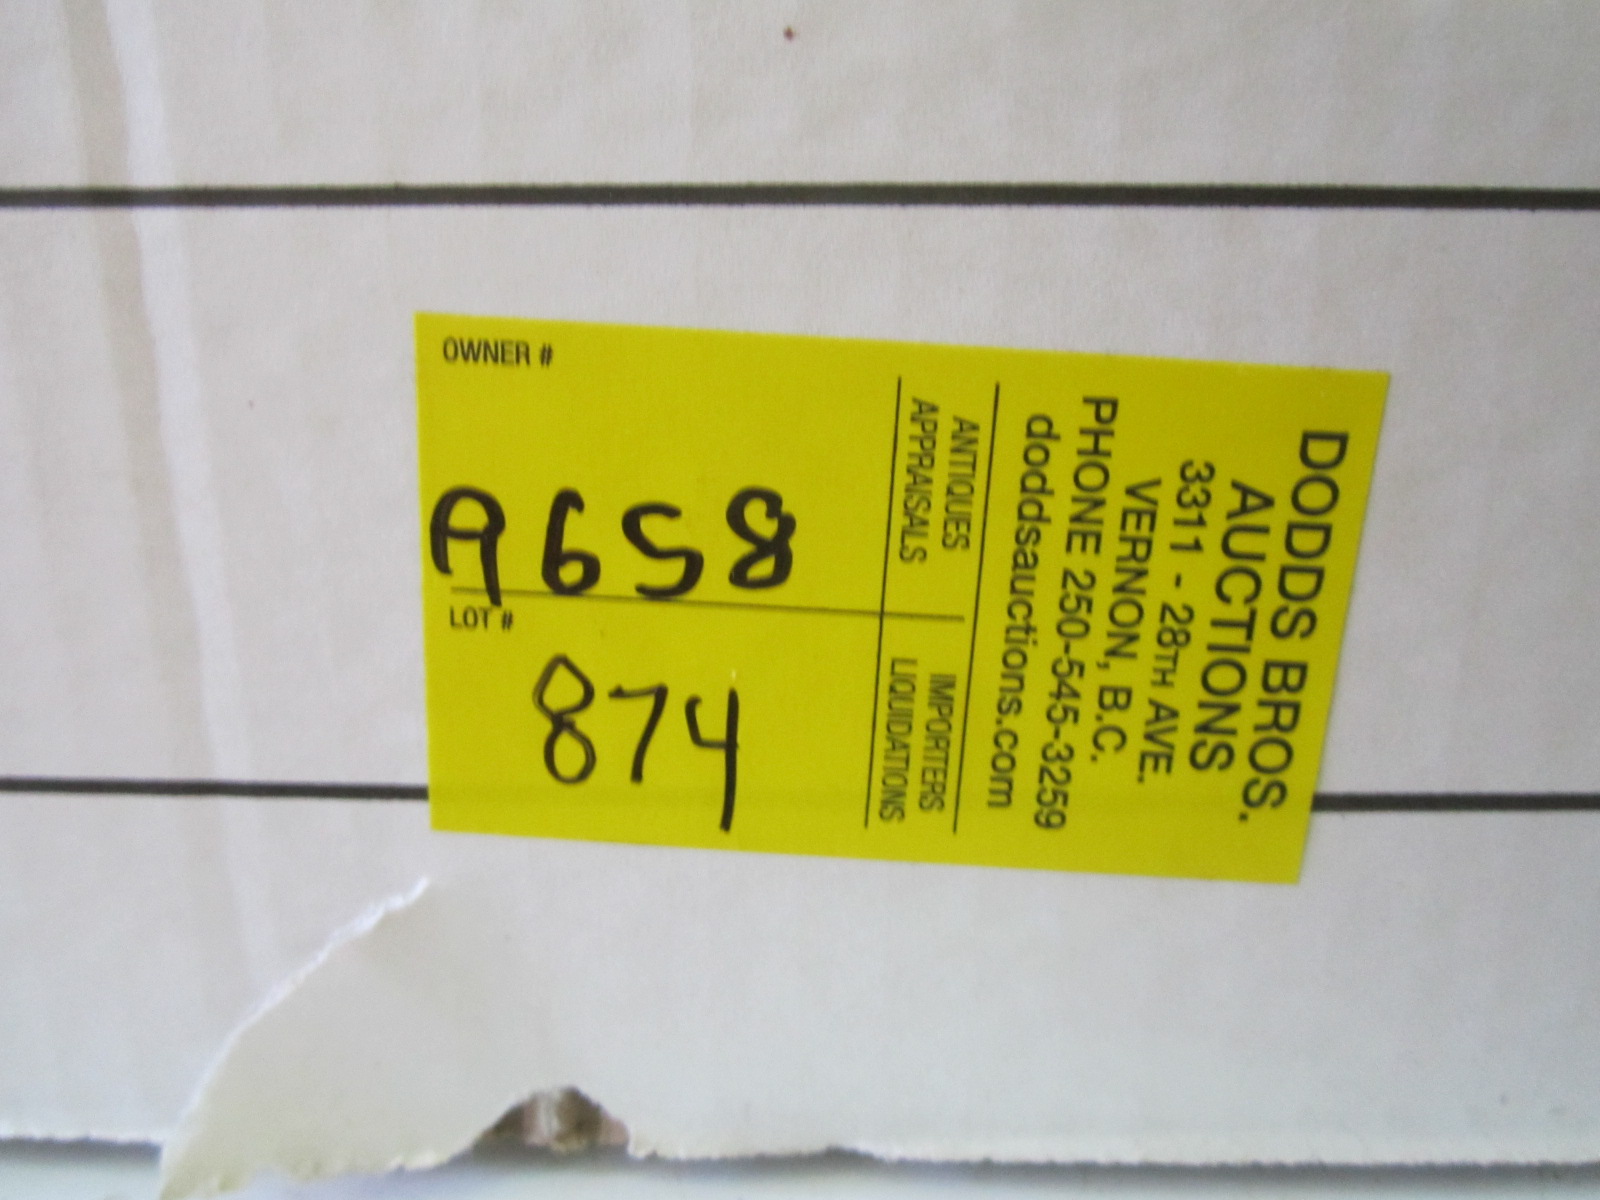 DODDS BROS.
AUCTIONS
3311 - 28TH AVE.
VERNON, B.C.
PHONE 250-545-3259
doddsauctions.com
ANTIQUES IMPORTERS
APPRAISALS LIQUIDATIONS
OWNER #
A658
LOT #
874